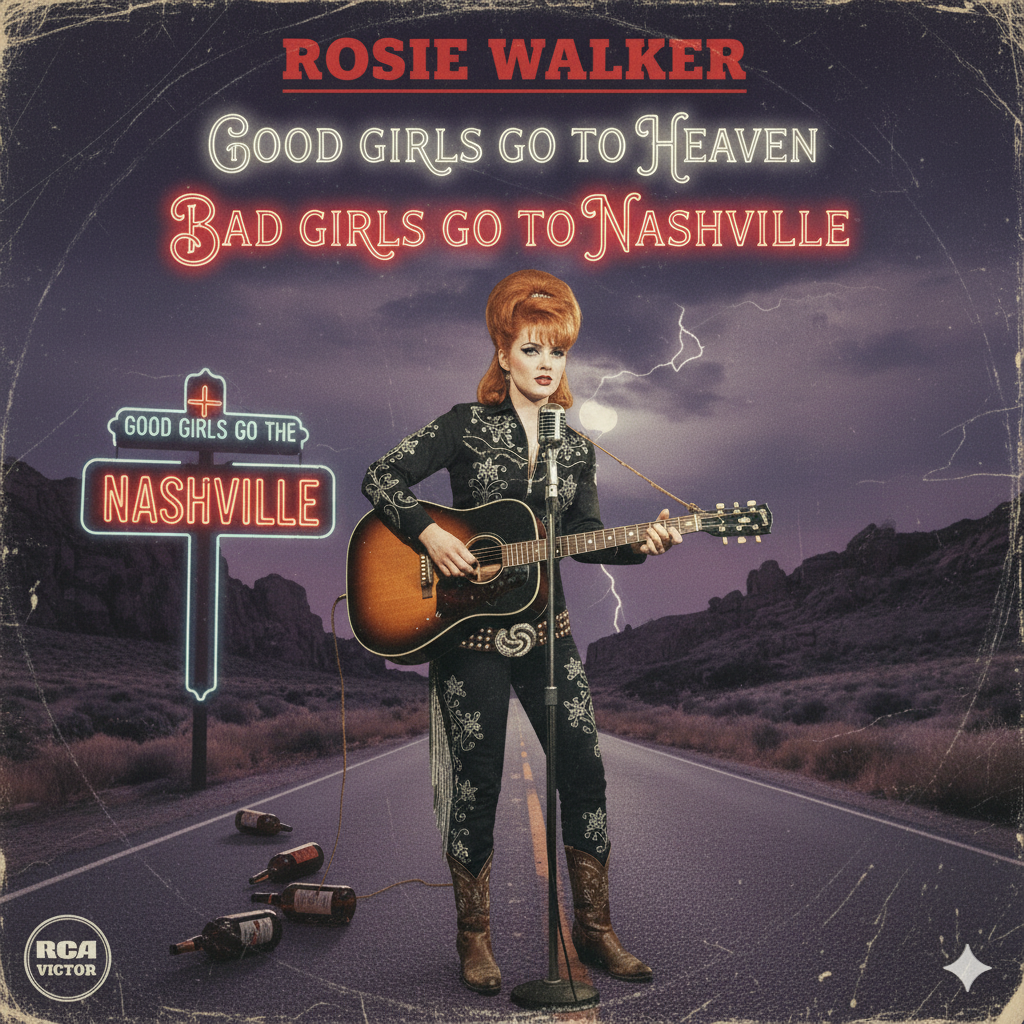 ROSIE WALKER
GOOD GIRLS GO TO HEAVEN
BAD GIRLS GO TO NASHVILLE
GOOD GIRLS GO THE
NASHVILLE
RCA
VICTOR